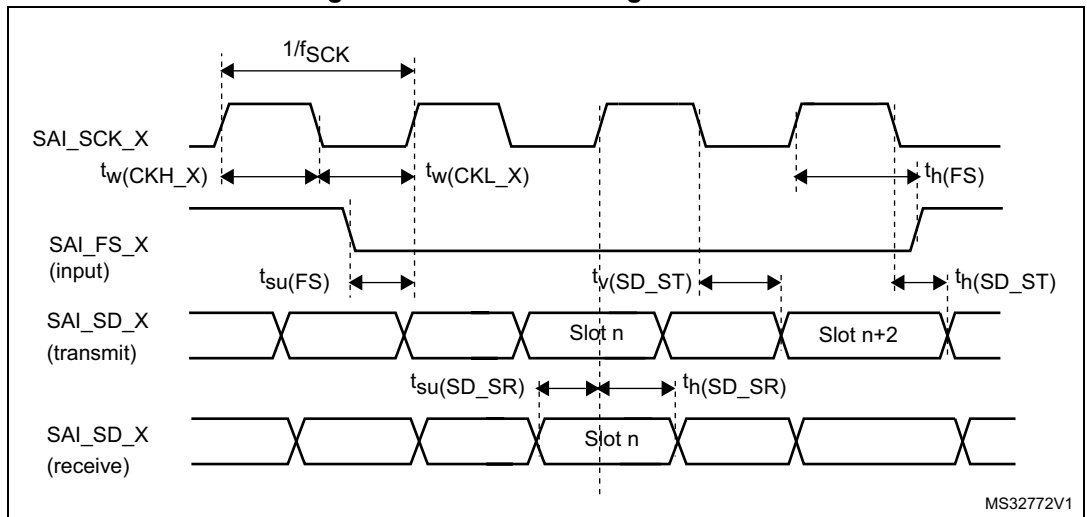 1/fSCK
SAI_SCK_X
tw(CKH_X)
tw(CKL_X)
th(FS)
SAI_FS_X
(input)
tsu(FS)
tv(SD_ST)
th(SD_ST)
SAI_SD_X
(transmit)
Slot n
Slot n+2
tsu(SD_SR)
th(SD_SR)
SAI_SD_X
(receive)
Slot n
MS32772V1